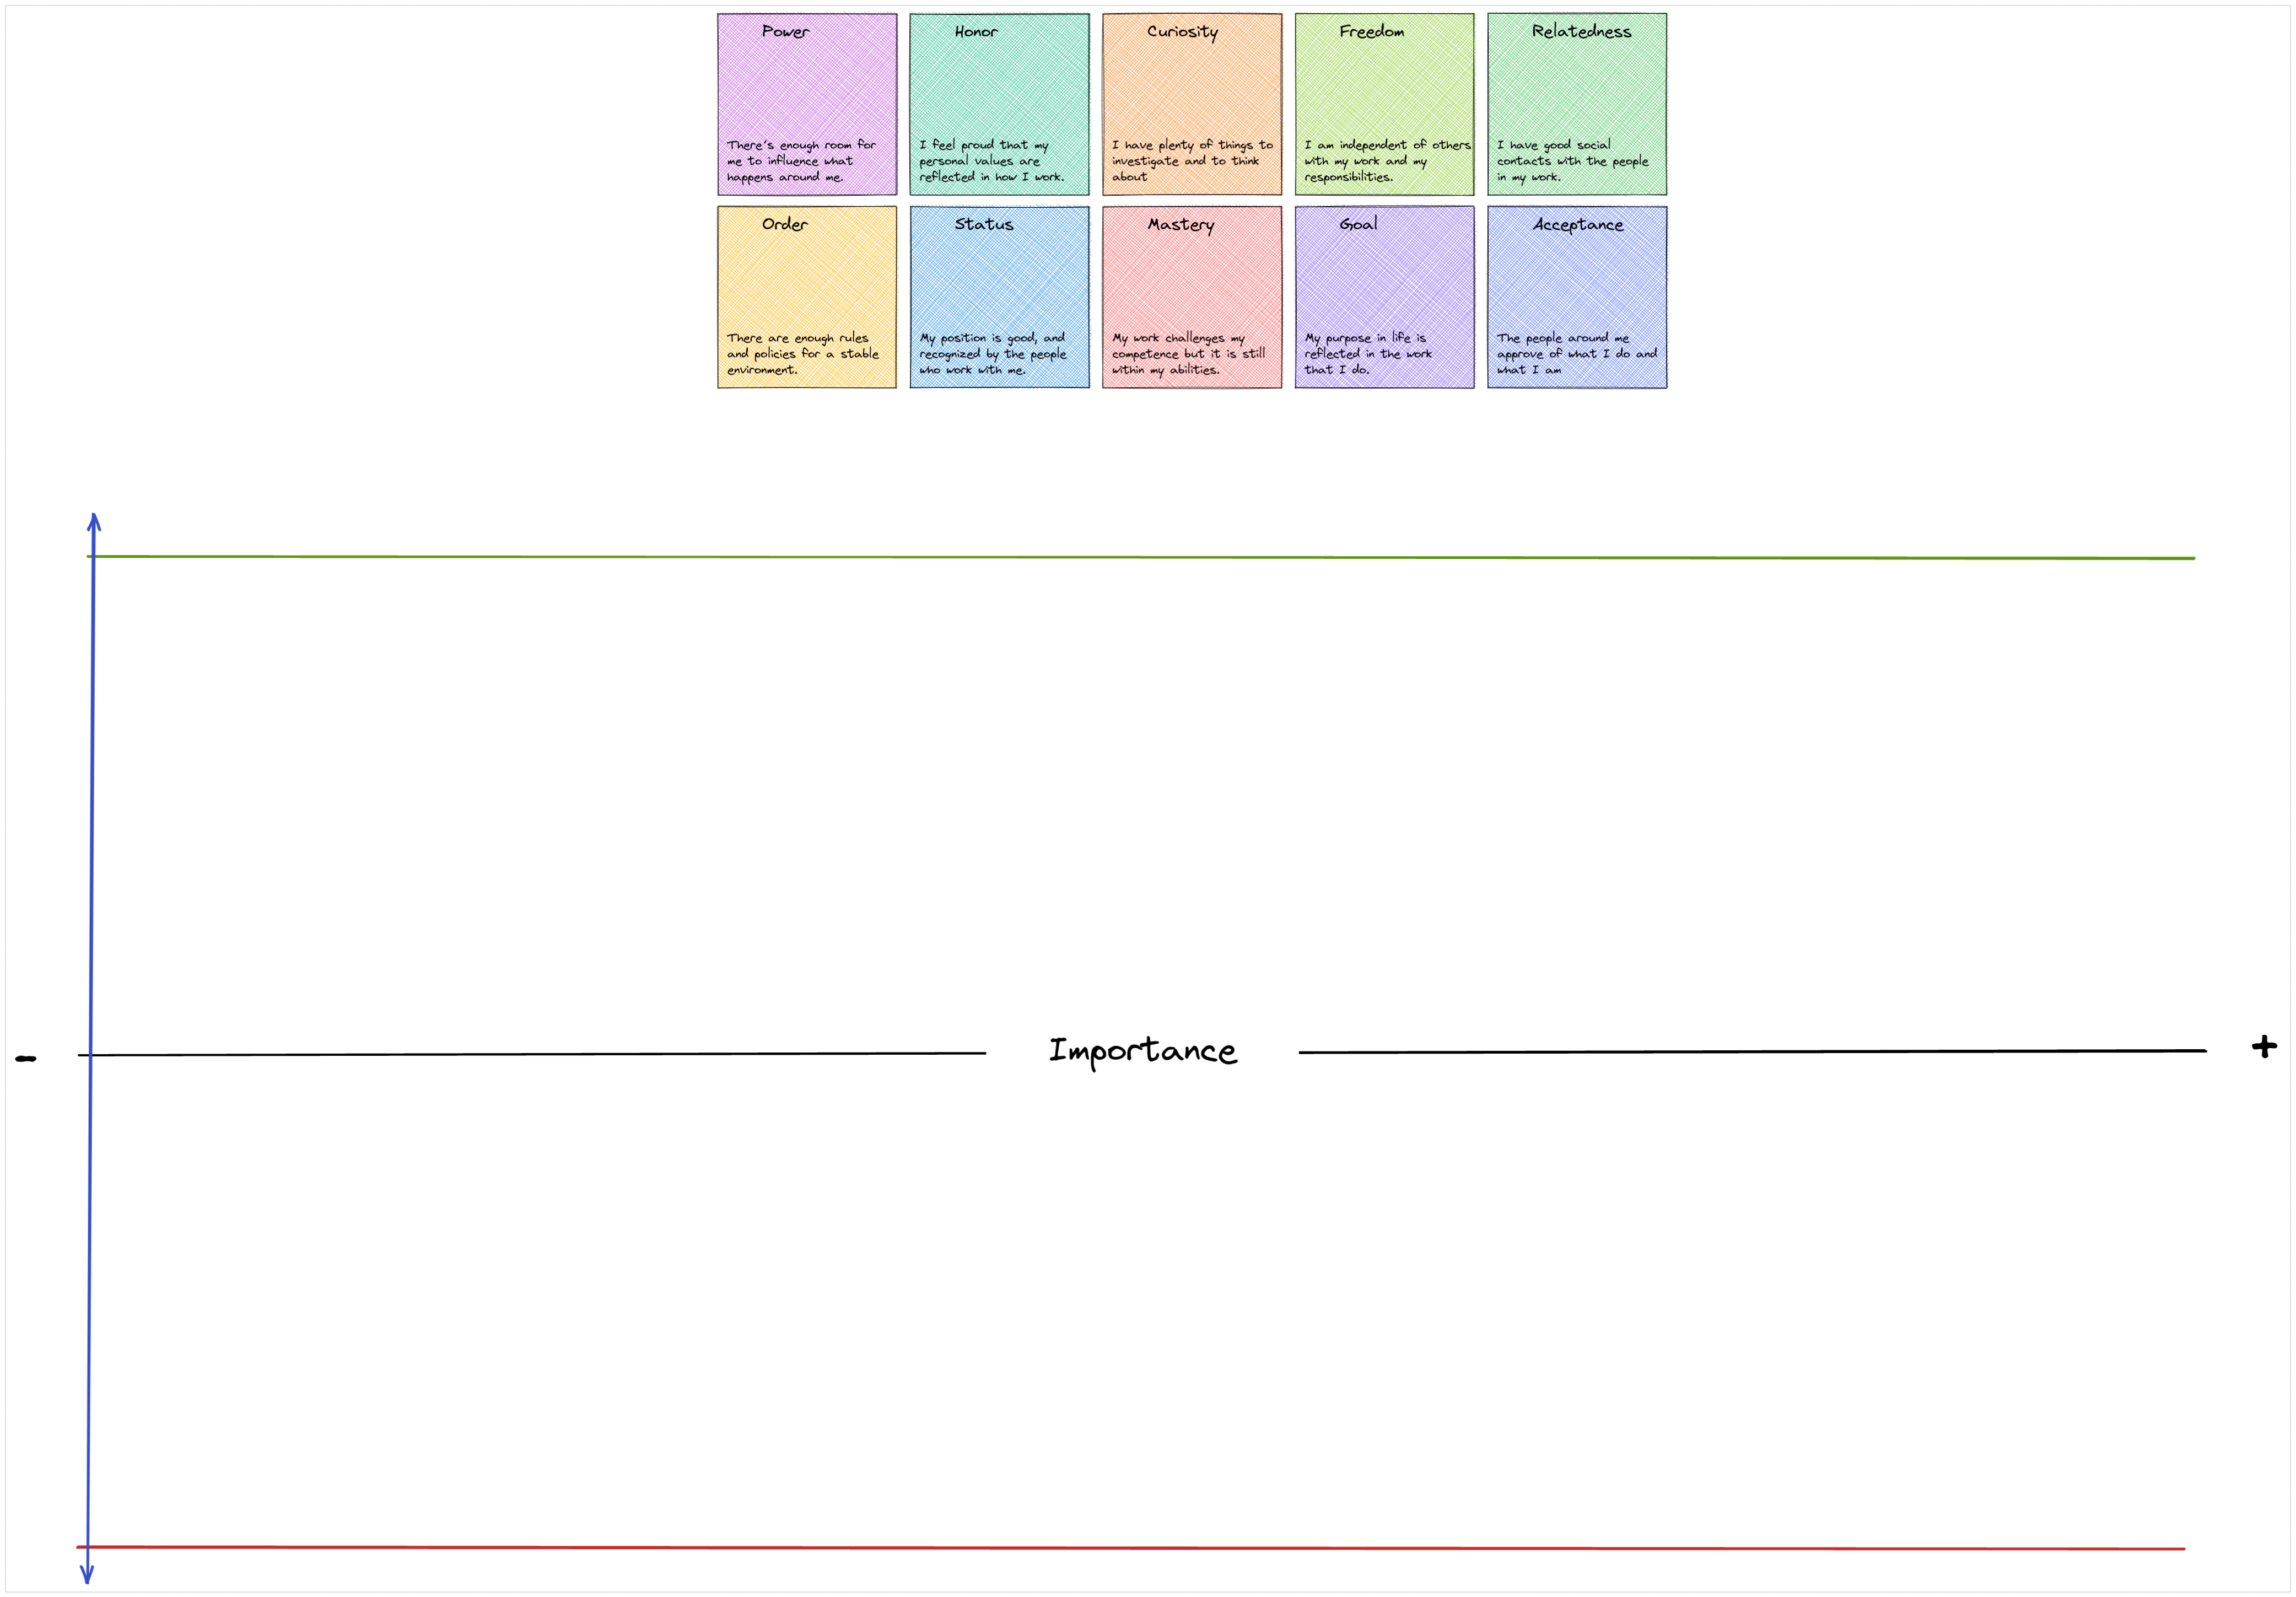 Power
There's enough room for
me to influence what
happens around me.
Honor
I feel proud that my
personal values are
reflected in how I work.
Curiosity
I have plenty of things to
investigate and to think
about
Freedom
I am independent of others
with my work and my
responsibilities.
Relatedness
I have good social
contacts with the people
in my work.
Order
There are enough rules
and policies for a stable
environment.
Status
My position is good, and
recognized by the people
who work with me.
Mastery
My work challenges my
competence but it is still
within my abilities.
Goal
My purpose in life is
reflected in the work
that I do.
Acceptance
The people around me
approve of what I do and
what I am
- Importance +